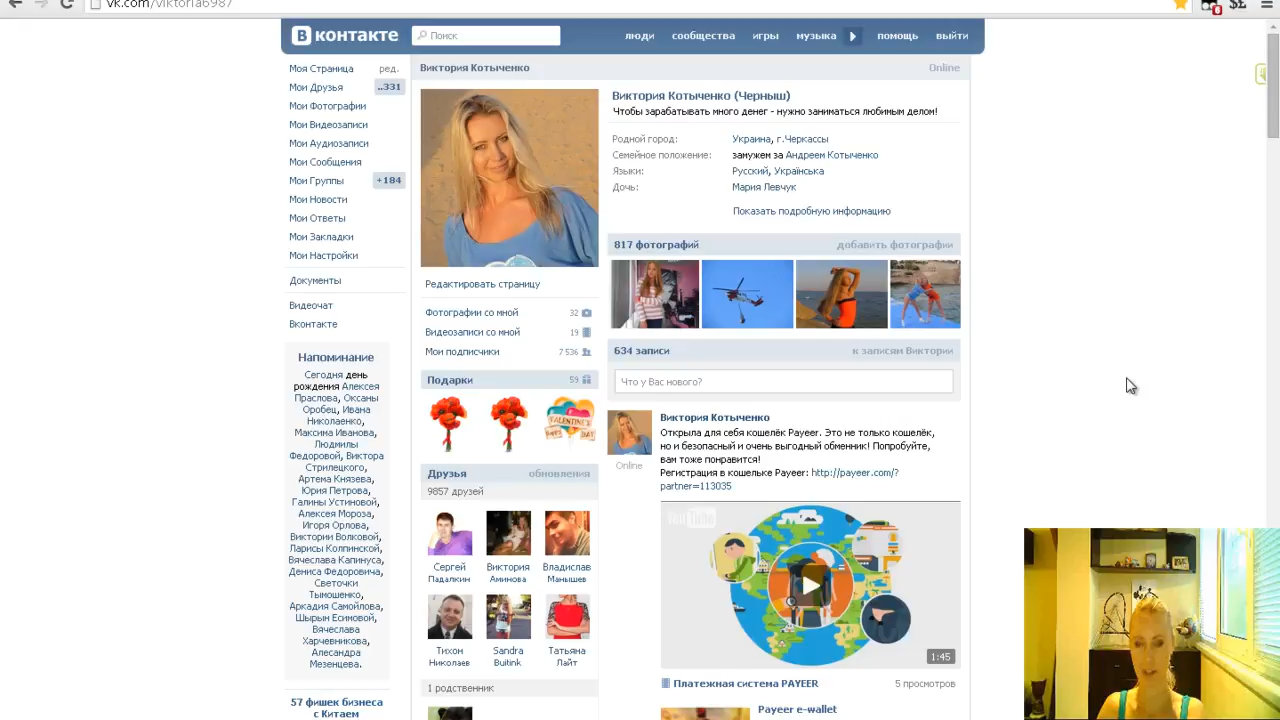 vk.com/viktoria6987
В контакте
Поиск
люди сообщества игры музыка помощь выйти
Моя Страница ред.
Мои Друзья ..331
Мои Фотографии
Мои Видеозаписи
Мои Аудиозаписи
Мои Сообщения
Мои Группы +184
Мои Новости
Мои Ответы
Мои Закладки
Мои Настройки
Документы
Видеочат
Вконтакте
Напоминание
Сегодня день
рождения Алексея
Праслова, Оксаны
Оробец, Ивана
Николаенко,
Максима Иванова,
Людмилы
Федоровой, Виктора
Стрилецкого,
Артема Князева,
Юрия Петрова,
Галины Устиновой,
Алексея Мороза,
Игоря Орлова,
Виктории Волковой,
Ларисы Колпинской,
Вячеслава Капинуса,
Дениса Федоровича,
Светочки
Тымошенко,
Аркадия Самойлова,
Шырын Есимовой,
Вячеслава
Харчевникова,
Алесандра
Мезенцева.
57 фишек бизнеса
с Китаем
Виктория Котыченко Online
Редактировать страницу
Фотографии со мной 32
Видеозаписи со мной 19
Мои подписчики 7 536
Подарки 59
VALENTINE'S
DAY
Друзья обновления
9857 друзей
Сергей
Падалкин
Виктория
Аминова
Владислав
Манышев
Тихон
Николаев
Sandra
Buitink
Татьяна
Лайт
1 родственник
Виктория Котыченко (Черныш)
Чтобы зарабатывать много денег - нужно заниматься любимым делом!
Родной город: Украина, г.Черкассы
Семейное положение: замужем за Андреем Котыченко
Языки: Русский, Українська
Дочь: Мария Левчук
Показать подробную информацию
817 фотографий добавить фотографии
634 записи к записям Виктории
Что у Вас нового?
Виктория Котыченко
Открыла для себя кошелёк Payeer. Это не только кошелёк,
но и безопасный и очень выгодный обменник! Попробуйте,
вам тоже понравится!
Регистрация в кошельке Payeer: http://payeer.com/?
partner=113035
Online
YouTube
1:45
Платежная система PAYEER 5 просмотров
Payeer e-wallet